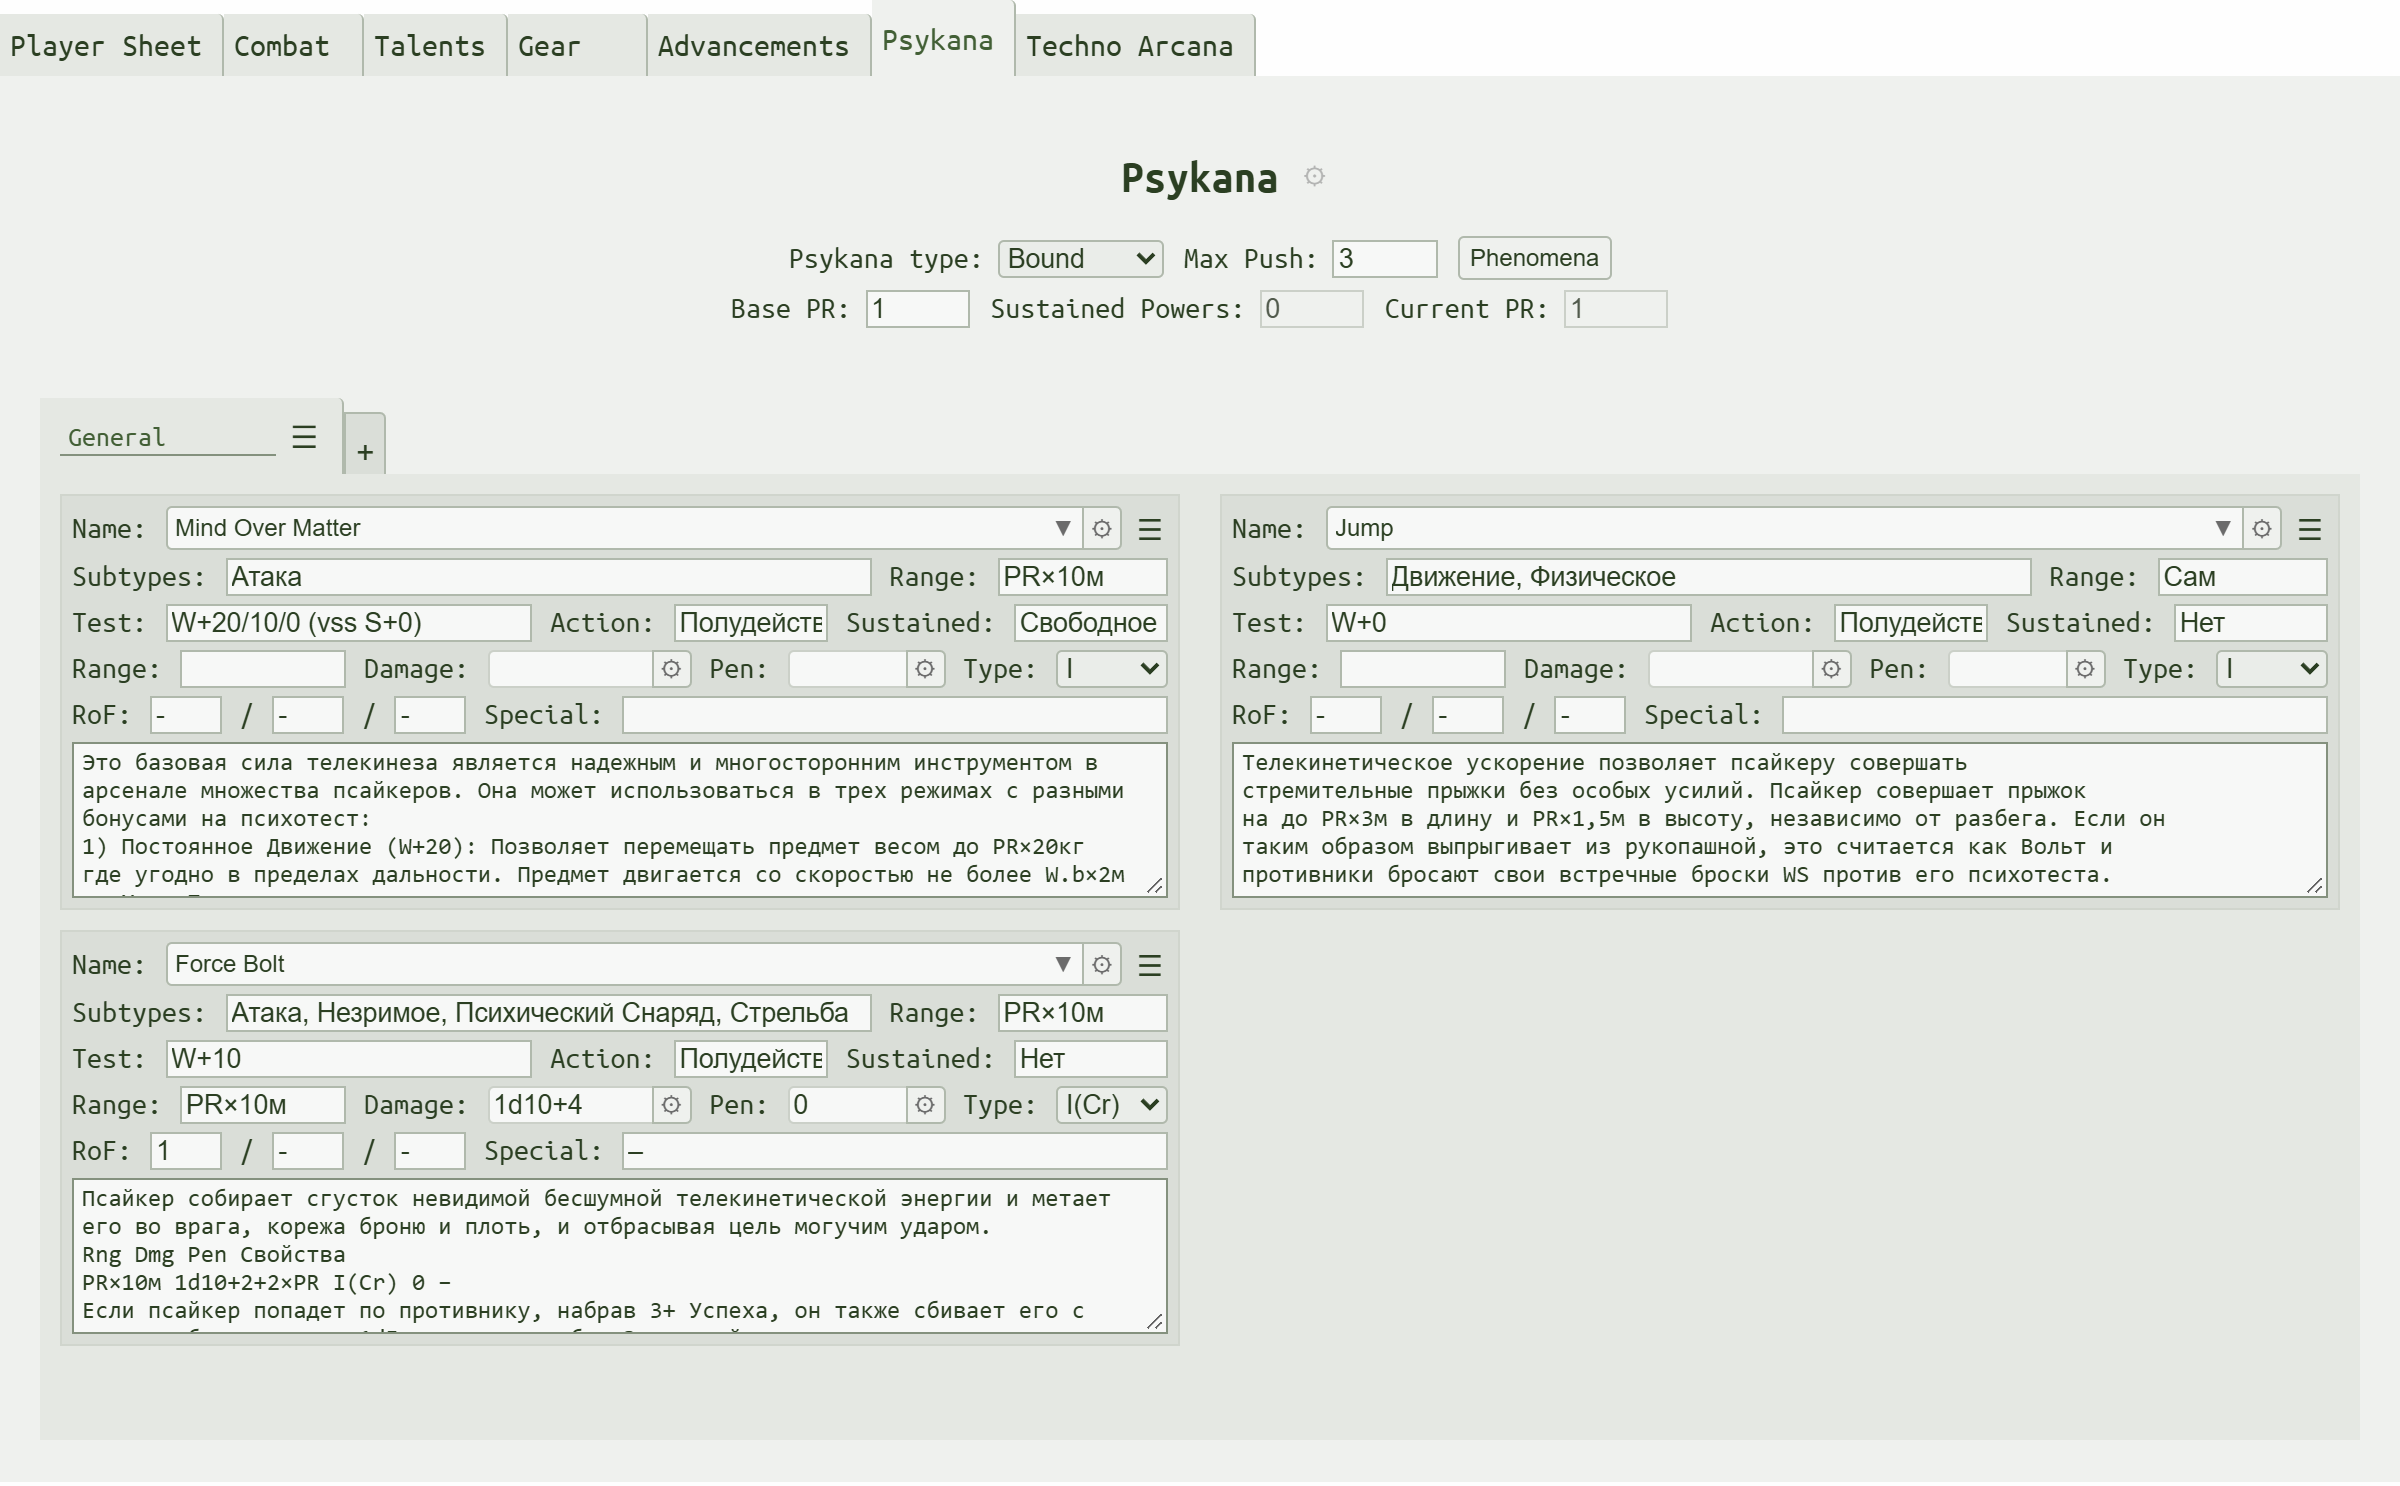 Player Sheet Combat Talents Gear Advancements Psykana Techno Arcana
Psykana
Psykana type: Bound Max Push: 3 Phenomena
Base PR: 1 Sustained Powers: 0 Current PR: 1
General
+
Name: Mind Over Matter
Subtypes: Атака Range: PR×10м
Test: W+20/10/0 (vss S+0) Action: Полудейств Sustained: Свободное
Range: Damage: Pen: Type: I
RoF: - / - / - Special:
Это базовая сила телекинеза является надежным и многосторонним инструментом в
арсенале множества псайкеров. Она может использоваться в трех режимах с разными
бонусами на психотест:
1) Постоянное Движение (W+20): Позволяет перемещать предмет весом до PR×20кг
где угодно в пределах дальности. Предмет двигается со скоростью не более W.b×2м
Name: Jump
Subtypes: Движение, Физическое Range: Сам
Test: W+0 Action: Полудейств Sustained: Нет
Range: Damage: Pen: Type: I
RoF: - / - / - Special:
Телекинетическое ускорение позволяет псайкеру совершать
стремительные прыжки без особых усилий. Псайкер совершает прыжок
на до PR×3м в длину и PR×1,5м в высоту, независимо от разбега. Если он
таким образом выпрыгивает из рукопашной, это считается как Вольт и
противники бросают свои встречные броски WS против его психотеста.
Name: Force Bolt
Subtypes: Атака, Незримое, Психический Снаряд, Стрельба Range: PR×10м
Test: W+10 Action: Полудейств Sustained: Нет
Range: PR×10м Damage: 1d10+4 Pen: 0 Type: I(Cr)
RoF: 1 / - / - Special: –
Псайкер собирает сгусток невидимой бесшумной телекинетической энергии и метает
его во врага, корежа броню и плоть, и отбрасывая цель могучим ударом.
Rng Dmg Pen Свойства
PR×10м 1d10+2+2×PR I(Cr) 0 –
Если псайкер попадет по противнику, набрав 3+ Успеха, он также сбивает его с